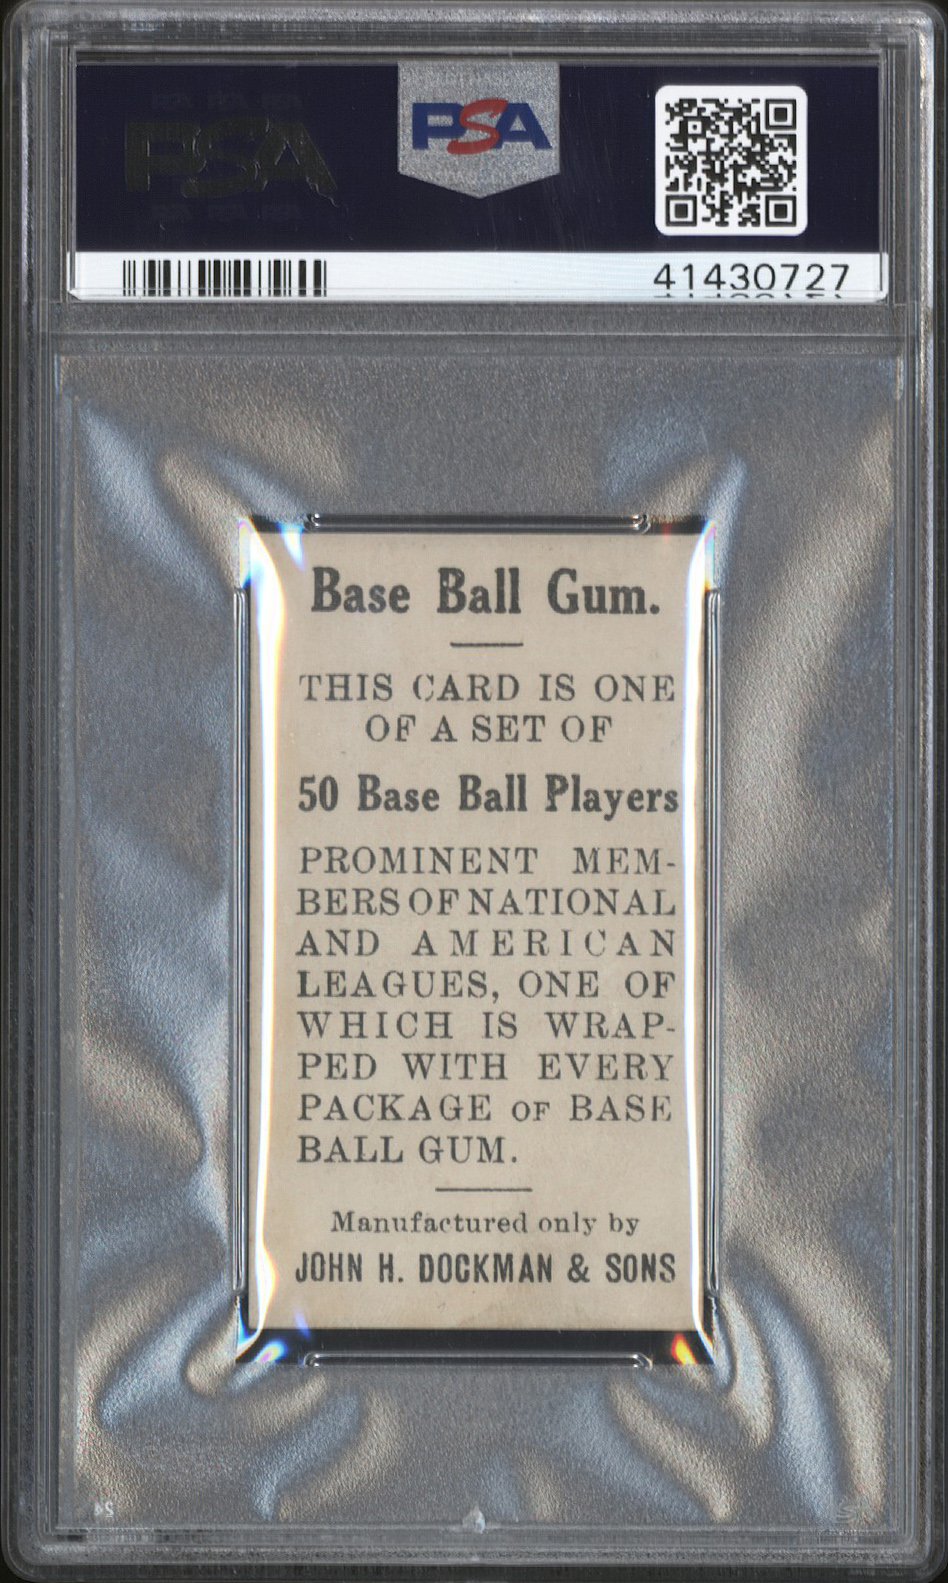 PSA
PSA
41430727
Base Ball Gum.
THIS CARD IS ONE
OF A SET OF
50 Base Ball Players
PROMINENT MEM-
BERS OF NATIONAL
AND AMERICAN
LEAGUES, ONE OF
WHICH IS WRAP-
PED WITH EVERY
PACKAGE OF BASE
BALL GUM.
Manufactured only by
JOHN H. DOCKMAN & SONS